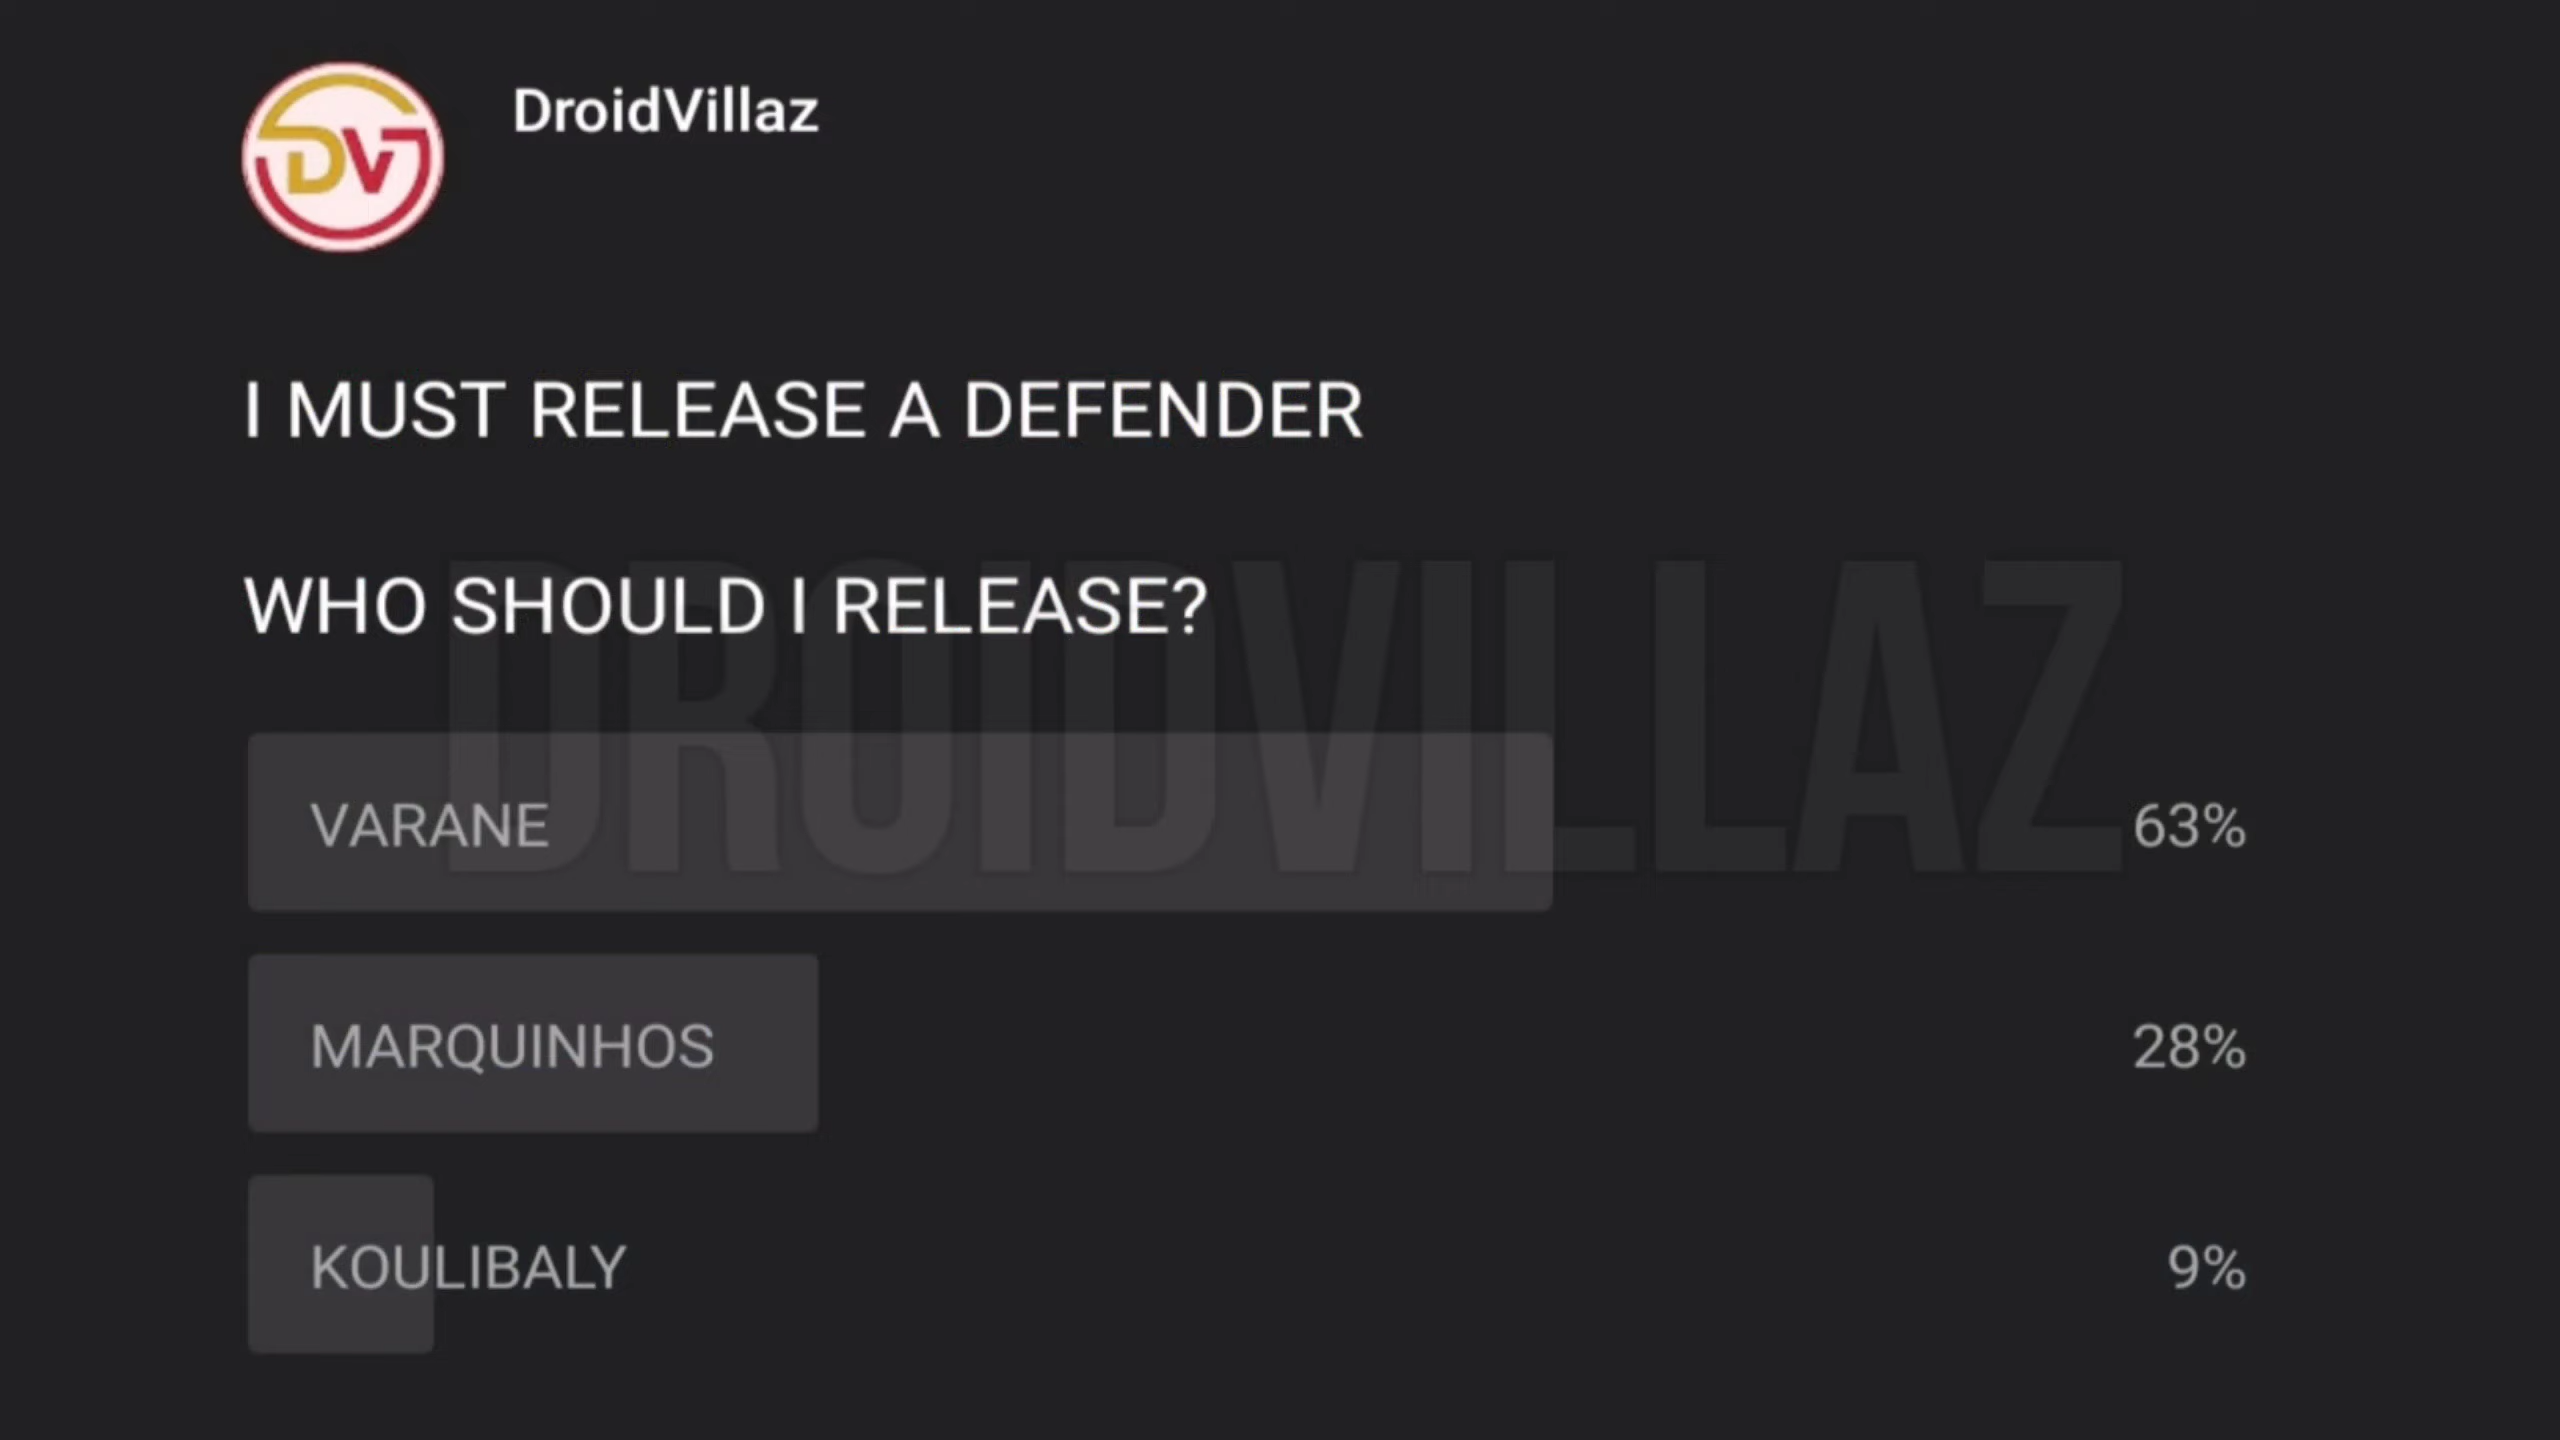 DV
DroidVillaz
I MUST RELEASE A DEFENDER
WHO SHOULD I RELEASE?
DROIDVILLAZ
VARANE 63%
MARQUINHOS 28%
KOULIBALY 9%